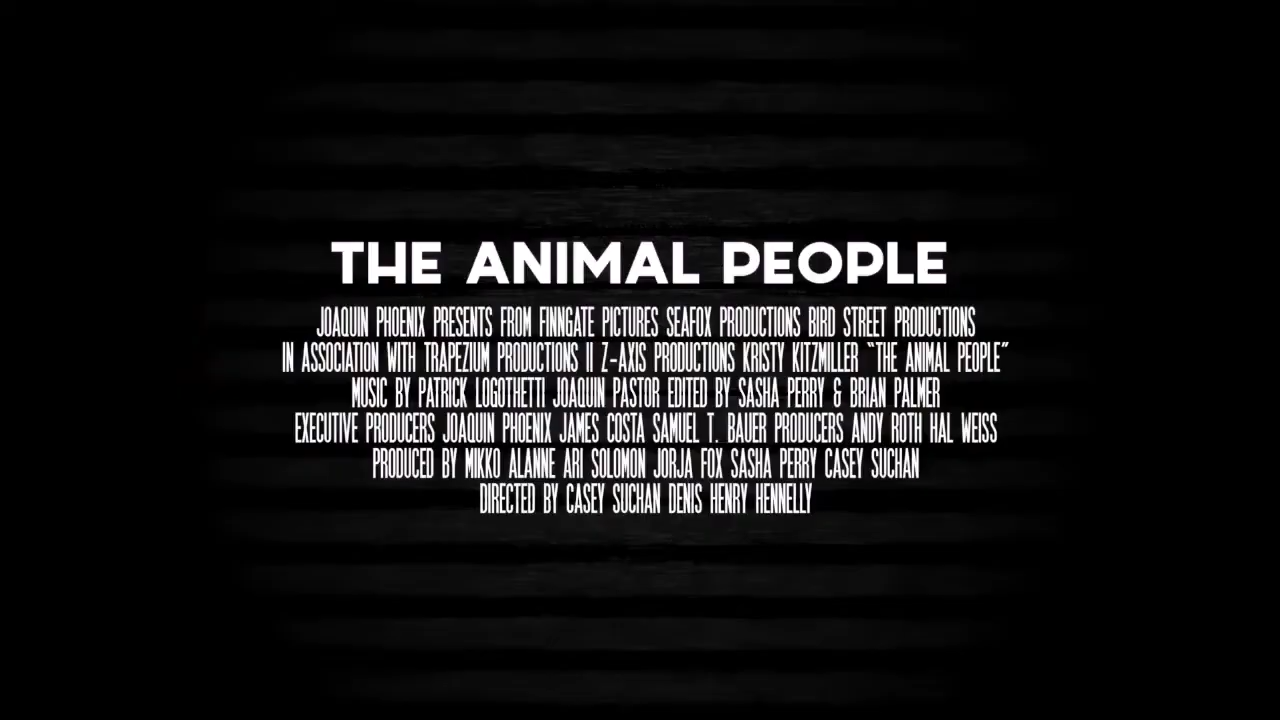 THE ANIMAL PEOPLE
JOAQUIN PHOENIX PRESENTS FROM FINNGATE PICTURES SEAFOX PRODUCTIONS BIRD STREET PRODUCTIONS
IN ASSOCIATION WITH TRAPEZIUM PRODUCTIONS II Z-AXIS PRODUCTIONS KRISTY KITZMILLER "THE ANIMAL PEOPLE"
MUSIC BY PATRICK LOGOTHETTI JOAQUIN PASTOR EDITED BY SASHA PERRY & BRIAN PALMER
EXECUTIVE PRODUCERS JOAQUIN PHOENIX JAMES COSTA SAMUEL T. BAUER PRODUCERS ANDY ROTH HAL WEISS
PRODUCED BY MIKKO ALANNE ARI SOLOMON JORJA FOX SASHA PERRY CASEY SUCHAN
DIRECTED BY CASEY SUCHAN DENIS HENRY HENNELLY